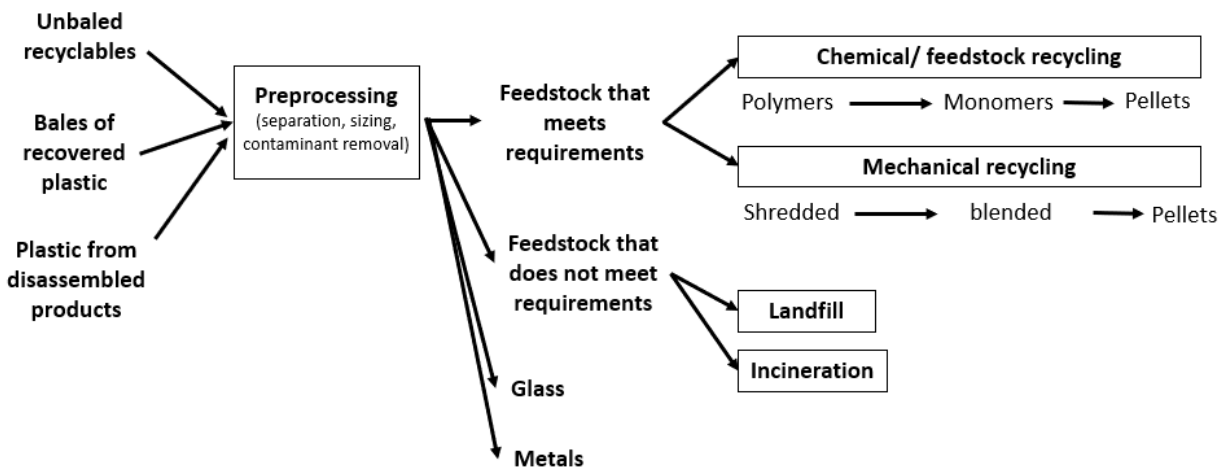 Unbaled
recyclables
Bales of
recovered
plastic
Plastic from
disassembled
products
Preprocessing
(separation, sizing,
contaminant removal)
Feedstock that
meets
requirements
Feedstock that
does not meet
requirements
Glass
Metals
Chemical/ feedstock recycling
Polymers Monomers Pellets
Mechanical recycling
Shredded blended Pellets
Landfill
Incineration